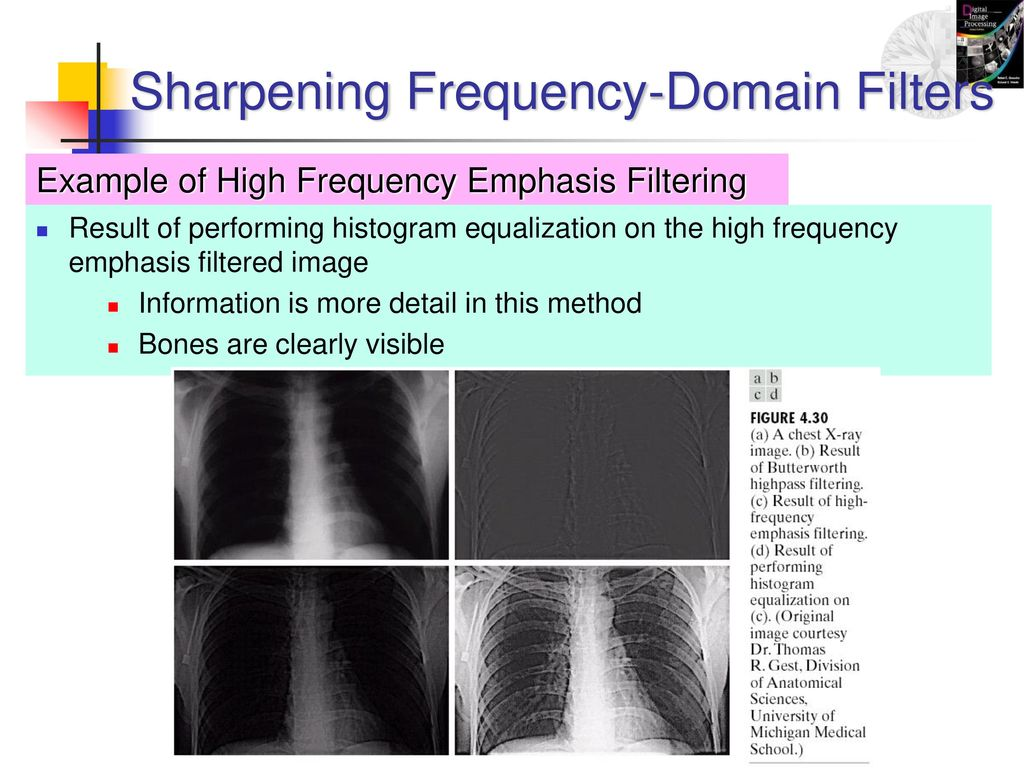 Digital
Image
Processing
Sharpening Frequency-Domain Filters
Example of High Frequency Emphasis Filtering
Result of performing histogram equalization on the high frequency
emphasis filtered image
Information is more detail in this method
Bones are clearly visible
a b
c d
FIGURE 4.30
(a) A chest X-ray
image. (b) Result
of Butterworth
highpass filtering.
(c) Result of high-
frequency
emphasis filtering.
(d) Result of
performing
histogram
equalization on
(c). (Original
image courtesy
Dr. Thomas
R. Gest, Division
of Anatomical
Sciences,
University of
Michigan Medical
School.)